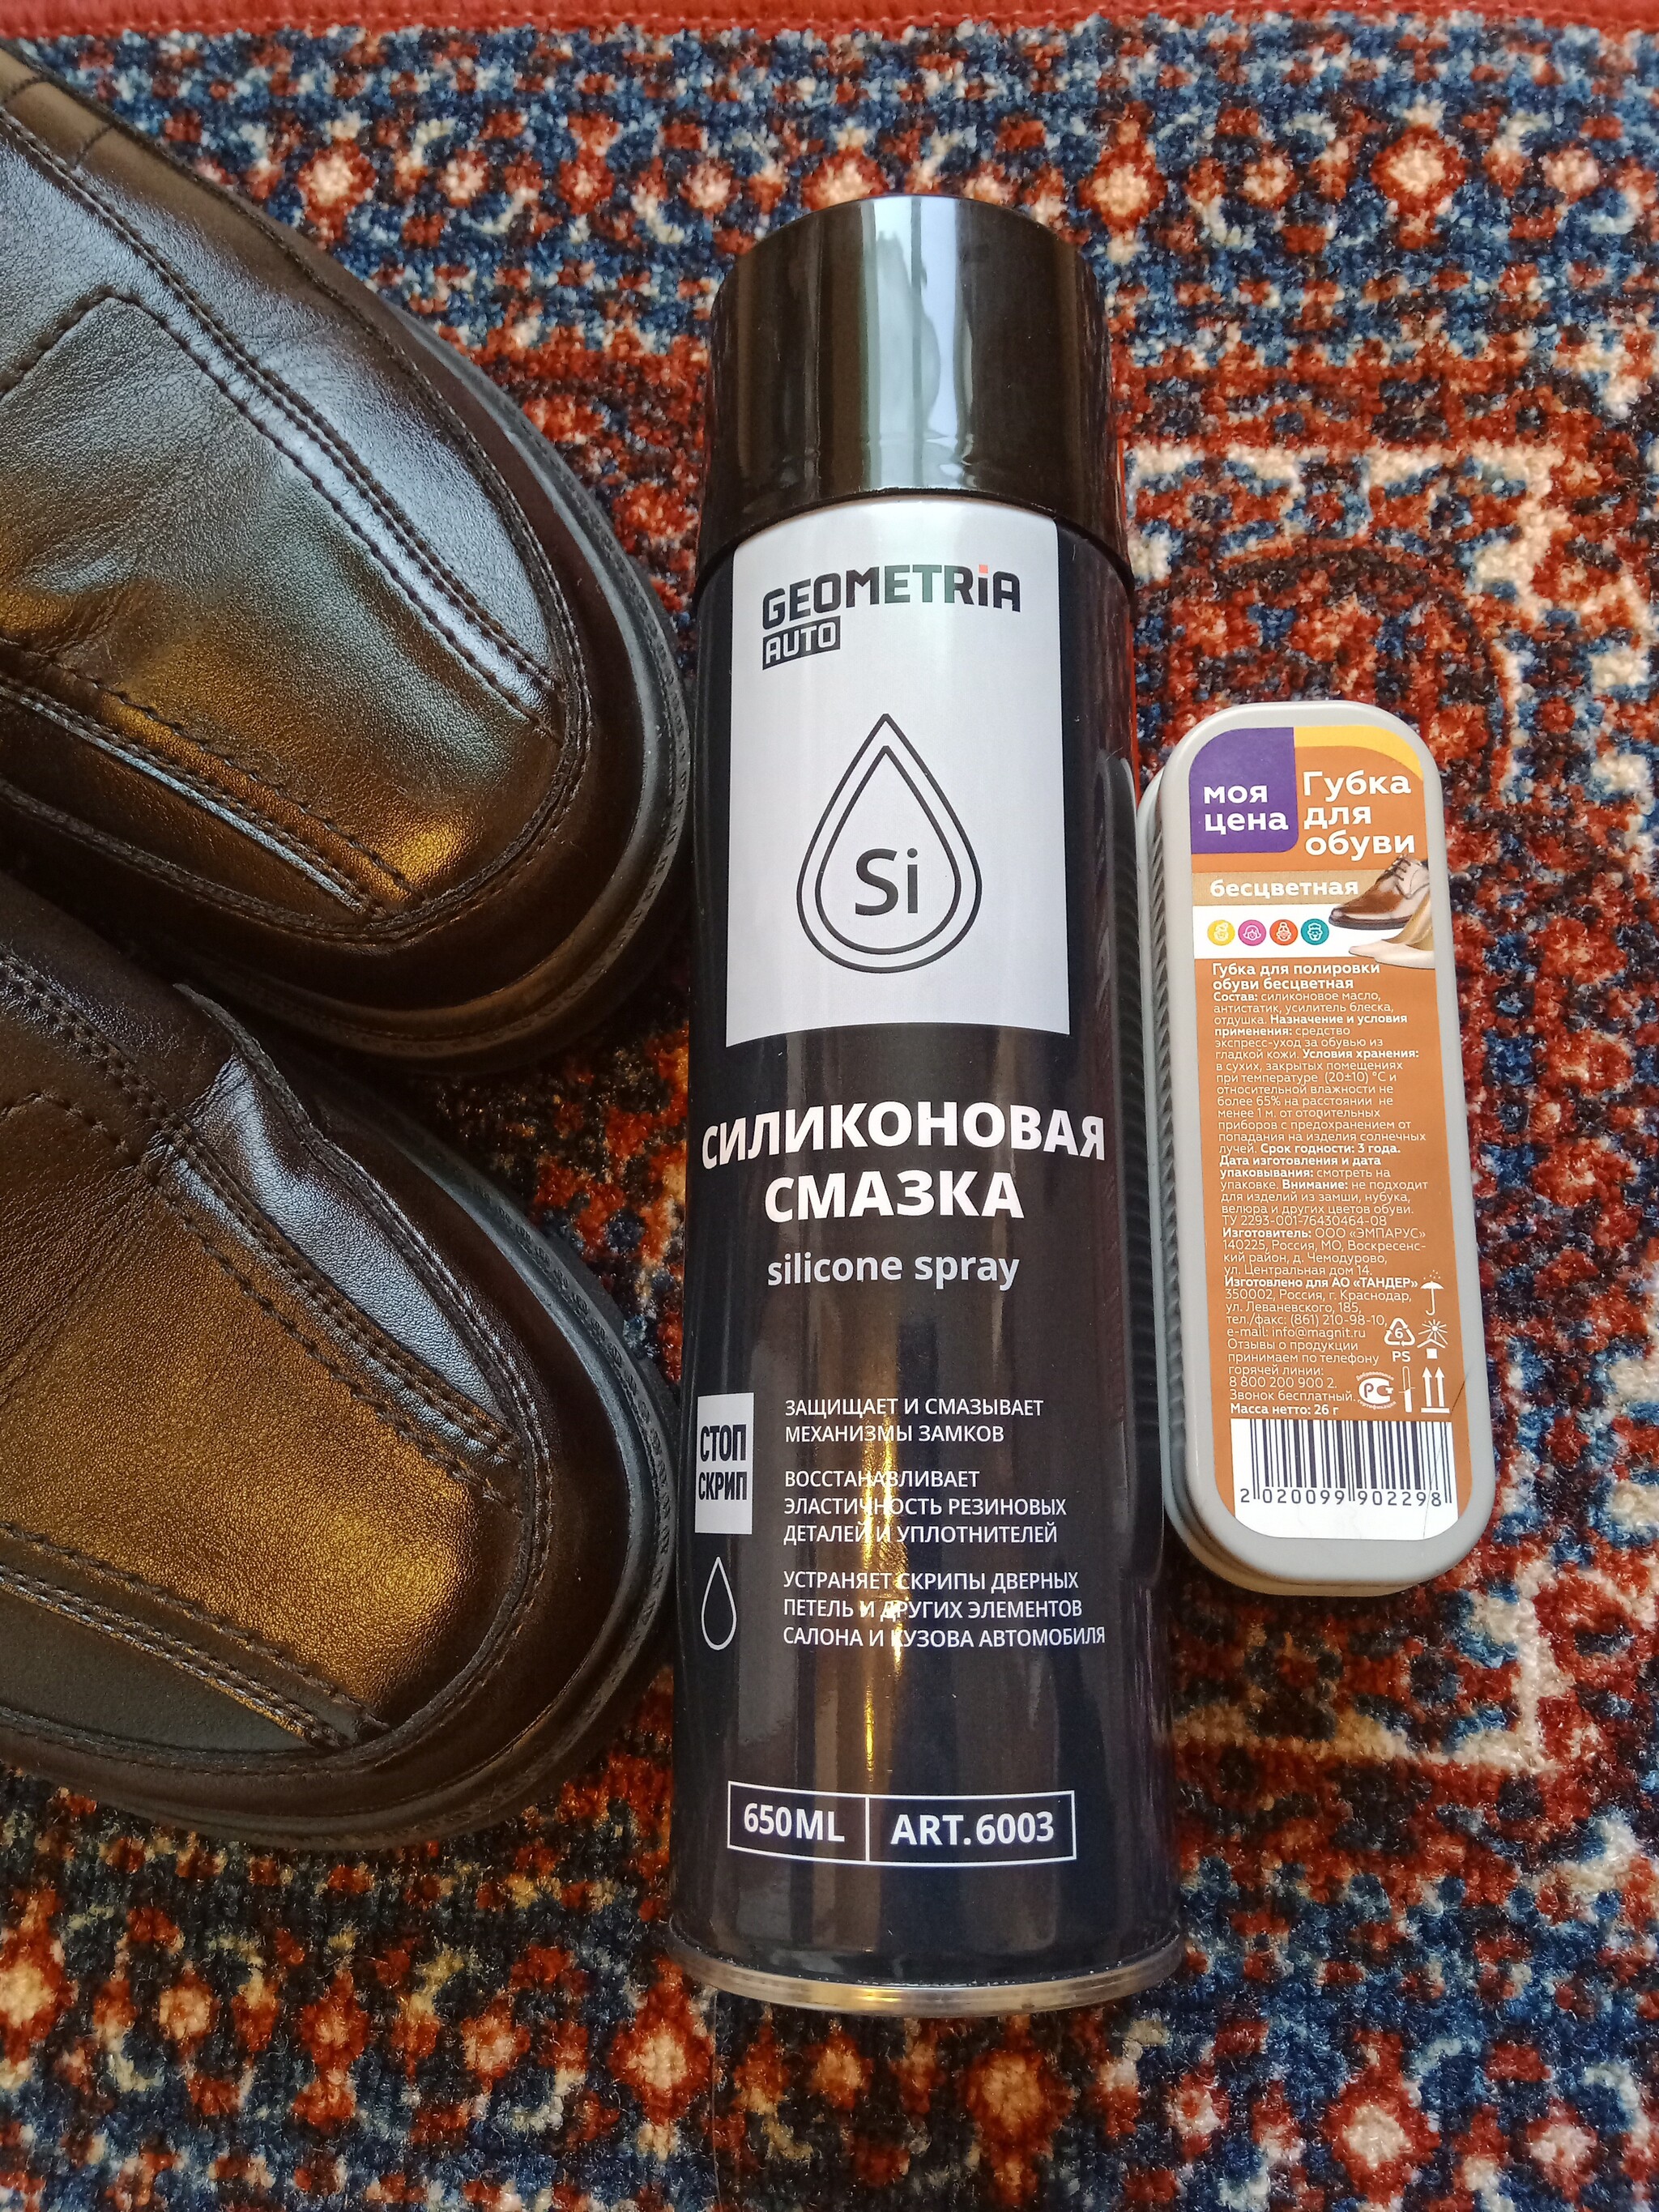 GEOMETRiA
AUTO
Si
СИЛИКОНОВАЯ
СМАЗКА
silicone spray
СТОП
СКРИП
ЗАЩИЩАЕТ И СМАЗЫВАЕТ
МЕХАНИЗМЫ ЗАМКОВ
ВОССТАНАВЛИВАЕТ
ЭЛАСТИЧНОСТЬ РЕЗИНОВЫХ
ДЕТАЛЕЙ И УПЛОТНИТЕЛЕЙ
УСТРАНЯЕТ СКРИПЫ ДВЕРНЫХ
ПЕТЕЛЬ И ДРУГИХ ЭЛЕМЕНТОВ
САЛОНА И КУЗОВА АВТОМОБИЛЯ
650ML ART.6003
моя
цена
Губка
для
обуви
бесцветная
Губка для полировки
обуви бесцветная
Состав: силиконовое масло,
антистатик, усилитель блеска,
отдушка. Назначение и условия
применения: средство
экспресс-уход за обувью из
гладкой кожи. Условия хранения:
в сухих, закрытых помещениях
при температуре (20±10) °С и
относительной влажности не
более 65% на расстоянии не
менее 1 м. от отопительных
приборов с предохранением от
попадания на изделия солнечных
лучей. Срок годности: 3 года.
Дата изготовления и дата
упаковывания: смотреть на
упаковке. Внимание: не подходит
для изделий из замши, нубука,
велюра и других цветов обуви.
ТУ 2293-001-76430464-08
Изготовитель: ООО «ЭМПАРУС»
140225, Россия, МО, Воскресенс-
кий район, д. Чемодурово,
ул. Центральная дом 14.
Изготовлено для АО «ТАНДЕР»
350002, Россия, г. Краснодар,
ул. Леваневского, 185,
тел./факс: (861) 210-98-10,
e-mail: info@magnit.ru
Отзывы о продукции
принимаем по телефону
горячей линии:
8 800 200 900 2.
Звонок бесплатный.
Масса нетто: 26 г
6
PS
2 020099 902298